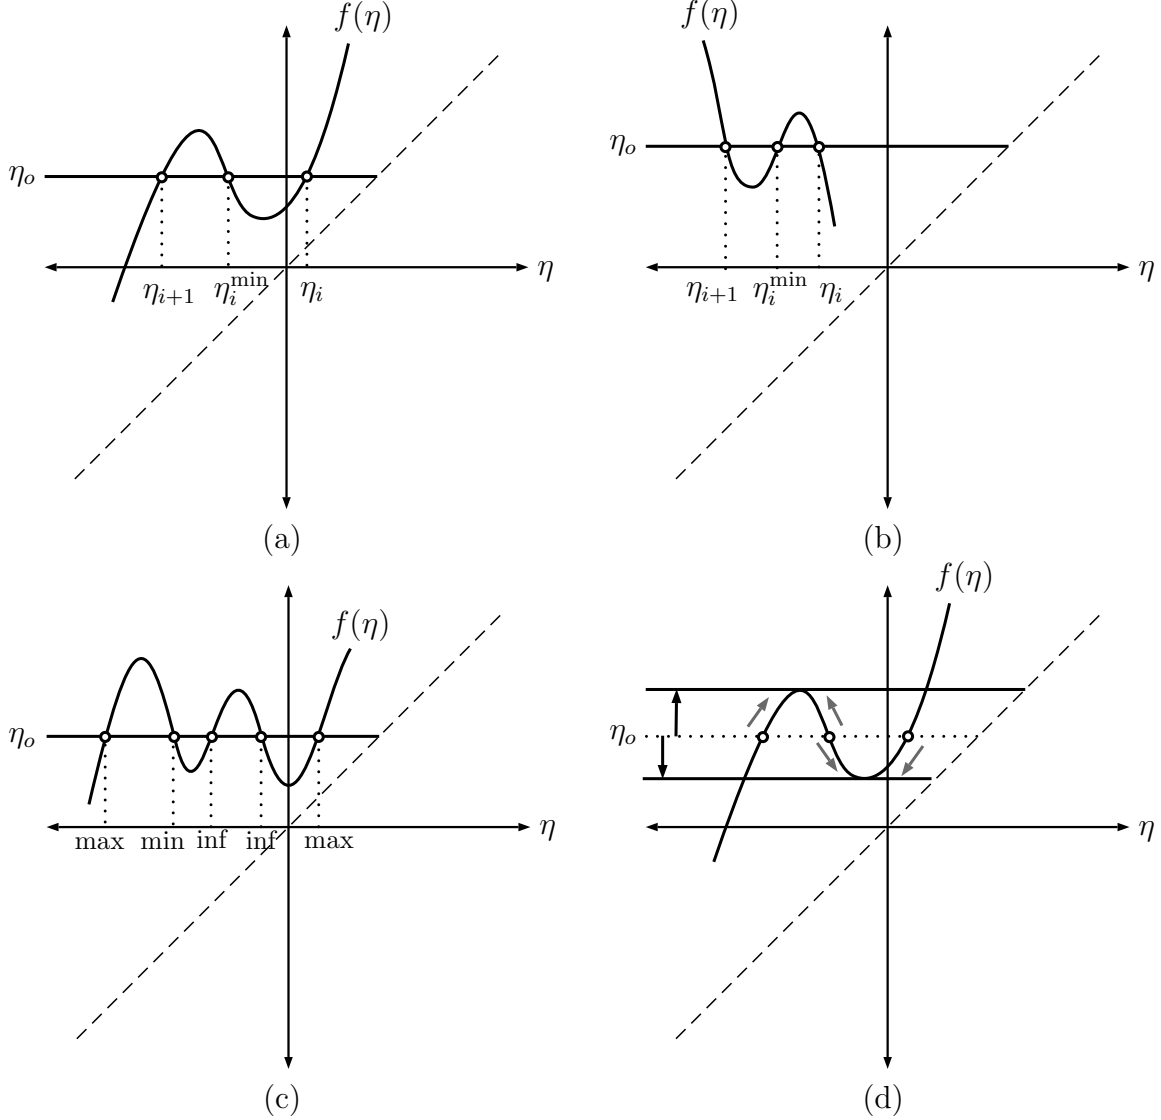 f(η) f(η)
η_o η_o
η η
η_{i+1} η_i^{min} η_i η_{i+1} η_i^{min} η_i
(a) (b)
f(η) f(η)
η_o η_o
η η
max min inf inf max
(c) (d)